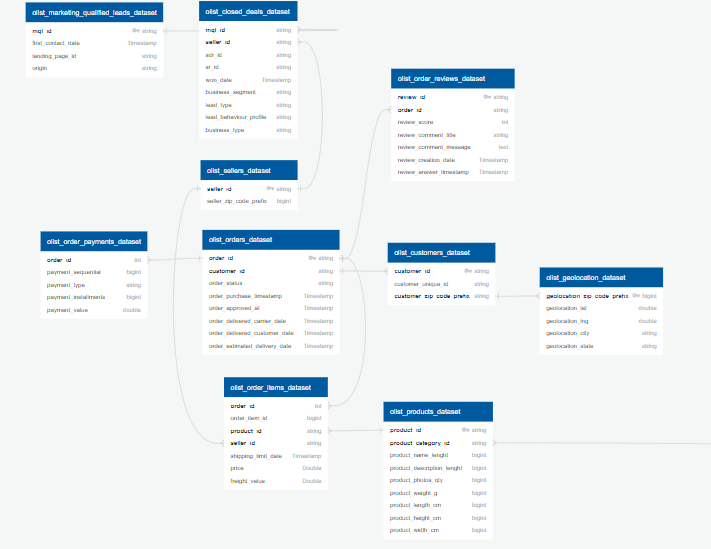 olist_marketing_qualified_leads_dataset
mql_id string
first_contact_date Timestamp
landing_page_id string
origin string
olist_closed_deals_dataset
mql_id string
seller_id string
sdr_id string
sr_id string
won_date Timestamp
business_segment string
lead_type string
lead_behaviour_profile string
business_type string
olist_order_reviews_dataset
review_id string
order_id string
review_score int
review_comment_title string
review_comment_message text
review_creation_date Timestamp
review_answer_timestamp Timestamp
olist_sellers_dataset
seller_id string
seller_zip_code_prefix bigint
olist_order_payments_dataset
order_id int
payment_sequential bigint
payment_type string
payment_installments bigint
payment_value double
olist_orders_dataset
order_id string
customer_id string
order_status string
order_purchase_timestamp Timestamp
order_approved_at Timestamp
order_delivered_carrier_date Timestamp
order_delivered_customer_date Timestamp
order_estimated_delivery_date Timestamp
olist_customers_dataset
customer_id string
customer_unique_id string
customer_zip_code_prefix string
olist_geolocation_dataset
geolocation_zip_code_prefix bigint
geolocation_lat double
geolocation_lng double
geolocation_city string
geolocation_state string
olist_order_items_dataset
order_id int
order_item_id bigint
product_id string
seller_id string
shipping_limit_date Timestamp
price Double
freight_value Double
olist_products_dataset
product_id string
product_category_id string
product_name_lenght bigint
product_description_lenght bigint
product_photos_qty bigint
product_weight_g bigint
product_length_cm bigint
product_height_cm bigint
product_width_cm bigint